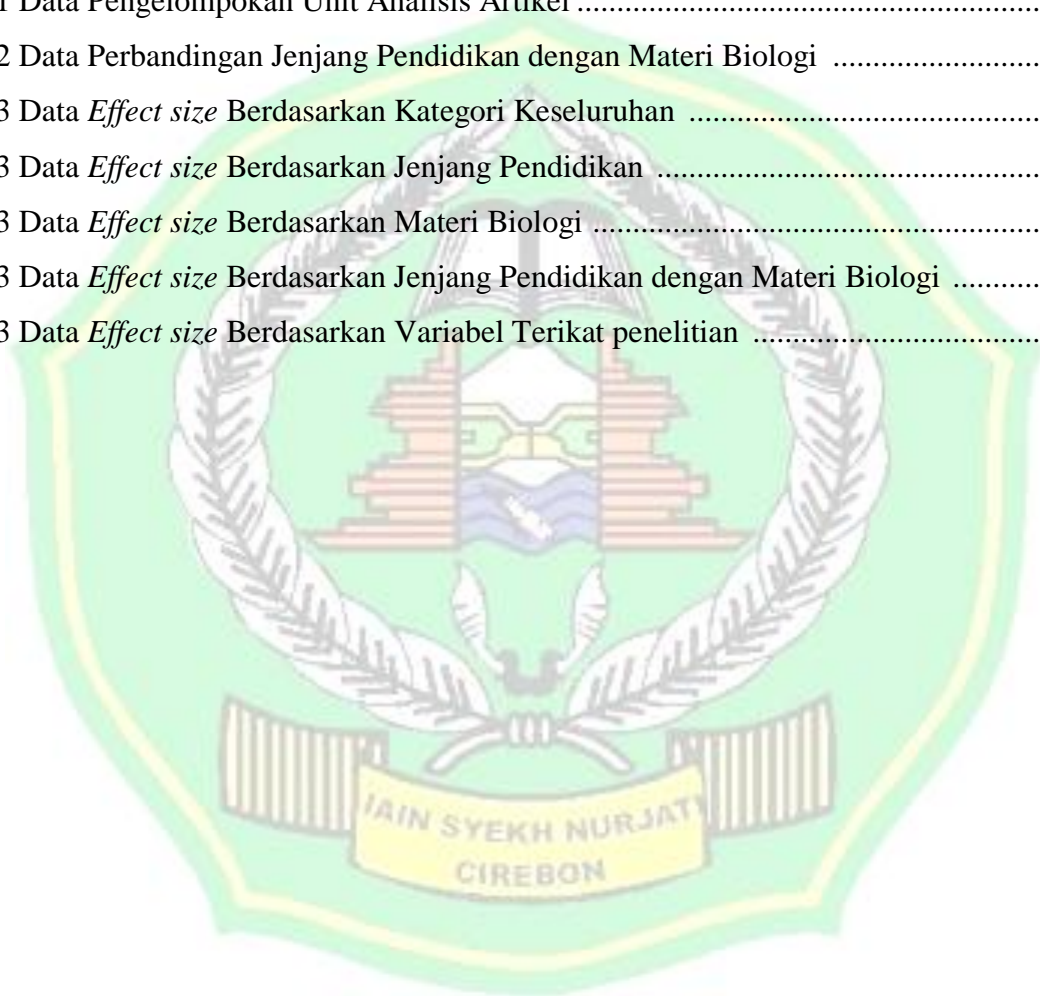 1 Data Pengelompokan Unit Analisis Artikel ....................................................
2 Data Perbandingan Jenjang Pendidikan dengan Materi Biologi ..........................
3 Data Effect size Berdasarkan Kategori Keseluruhan ............................................
3 Data Effect size Berdasarkan Jenjang Pendidikan ................................................
3 Data Effect size Berdasarkan Materi Biologi ........................................................
3 Data Effect size Berdasarkan Jenjang Pendidikan dengan Materi Biologi ...........
3 Data Effect size Berdasarkan Variabel Terikat penelitian ....................................
IAIN SYEKH NURJATI
CIREBON